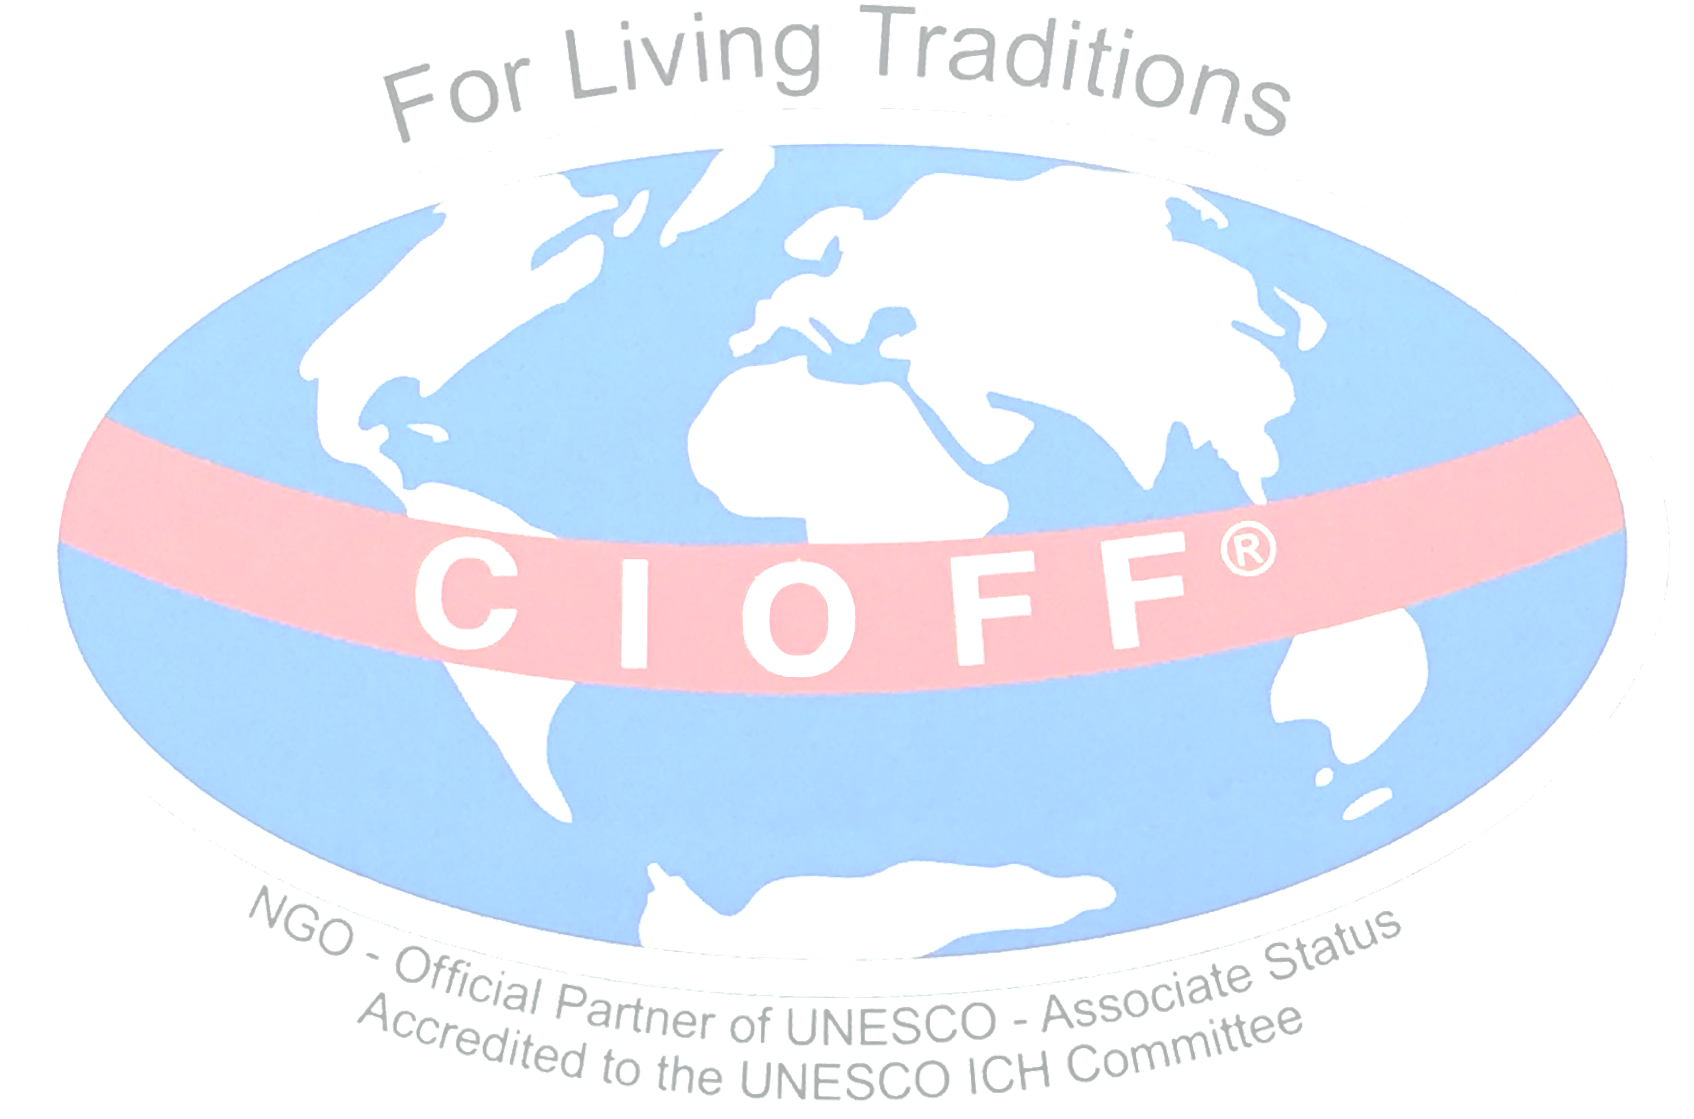 For Living Traditions
CIOFF®
NGO - Official Partner of UNESCO - Associate Status
Accredited to the UNESCO ICH Committee